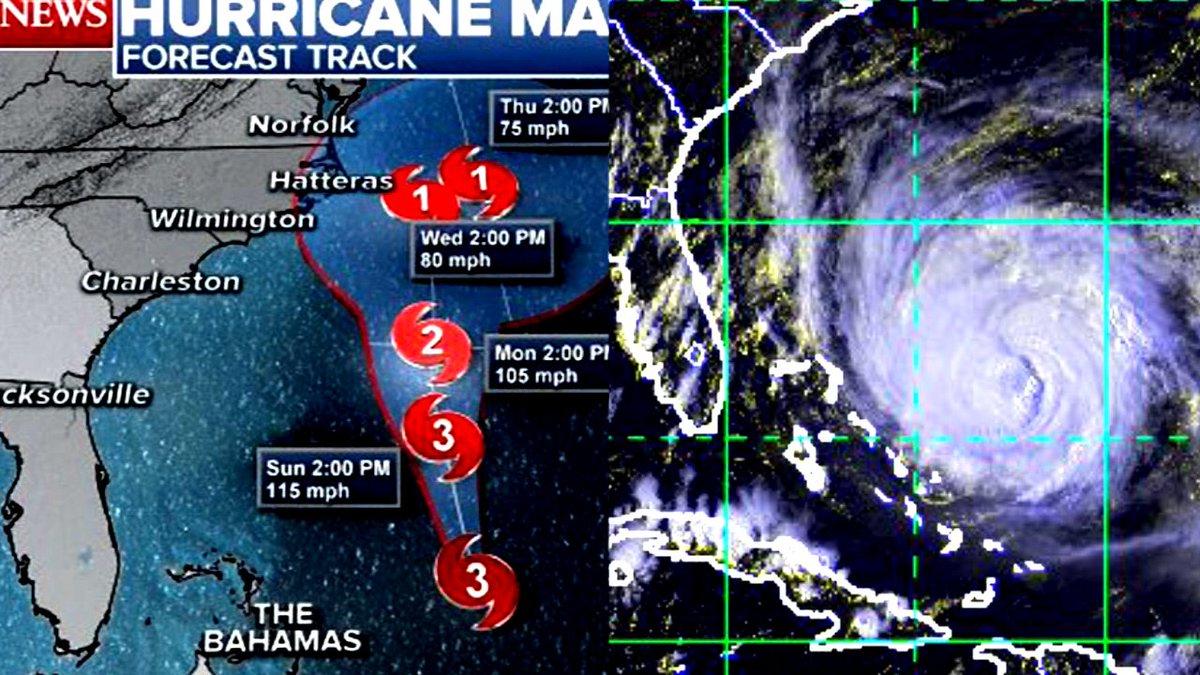 NEWS
HURRICANE MA
FORECAST TRACK
Thu 2:00 PM
75 mph
Norfolk
Hatteras
1
1
Wilmington
Wed 2:00 PM
80 mph
Charleston
2
Mon 2:00 PM
105 mph
cksonville
3
Sun 2:00 PM
115 mph
3
THE
BAHAMAS